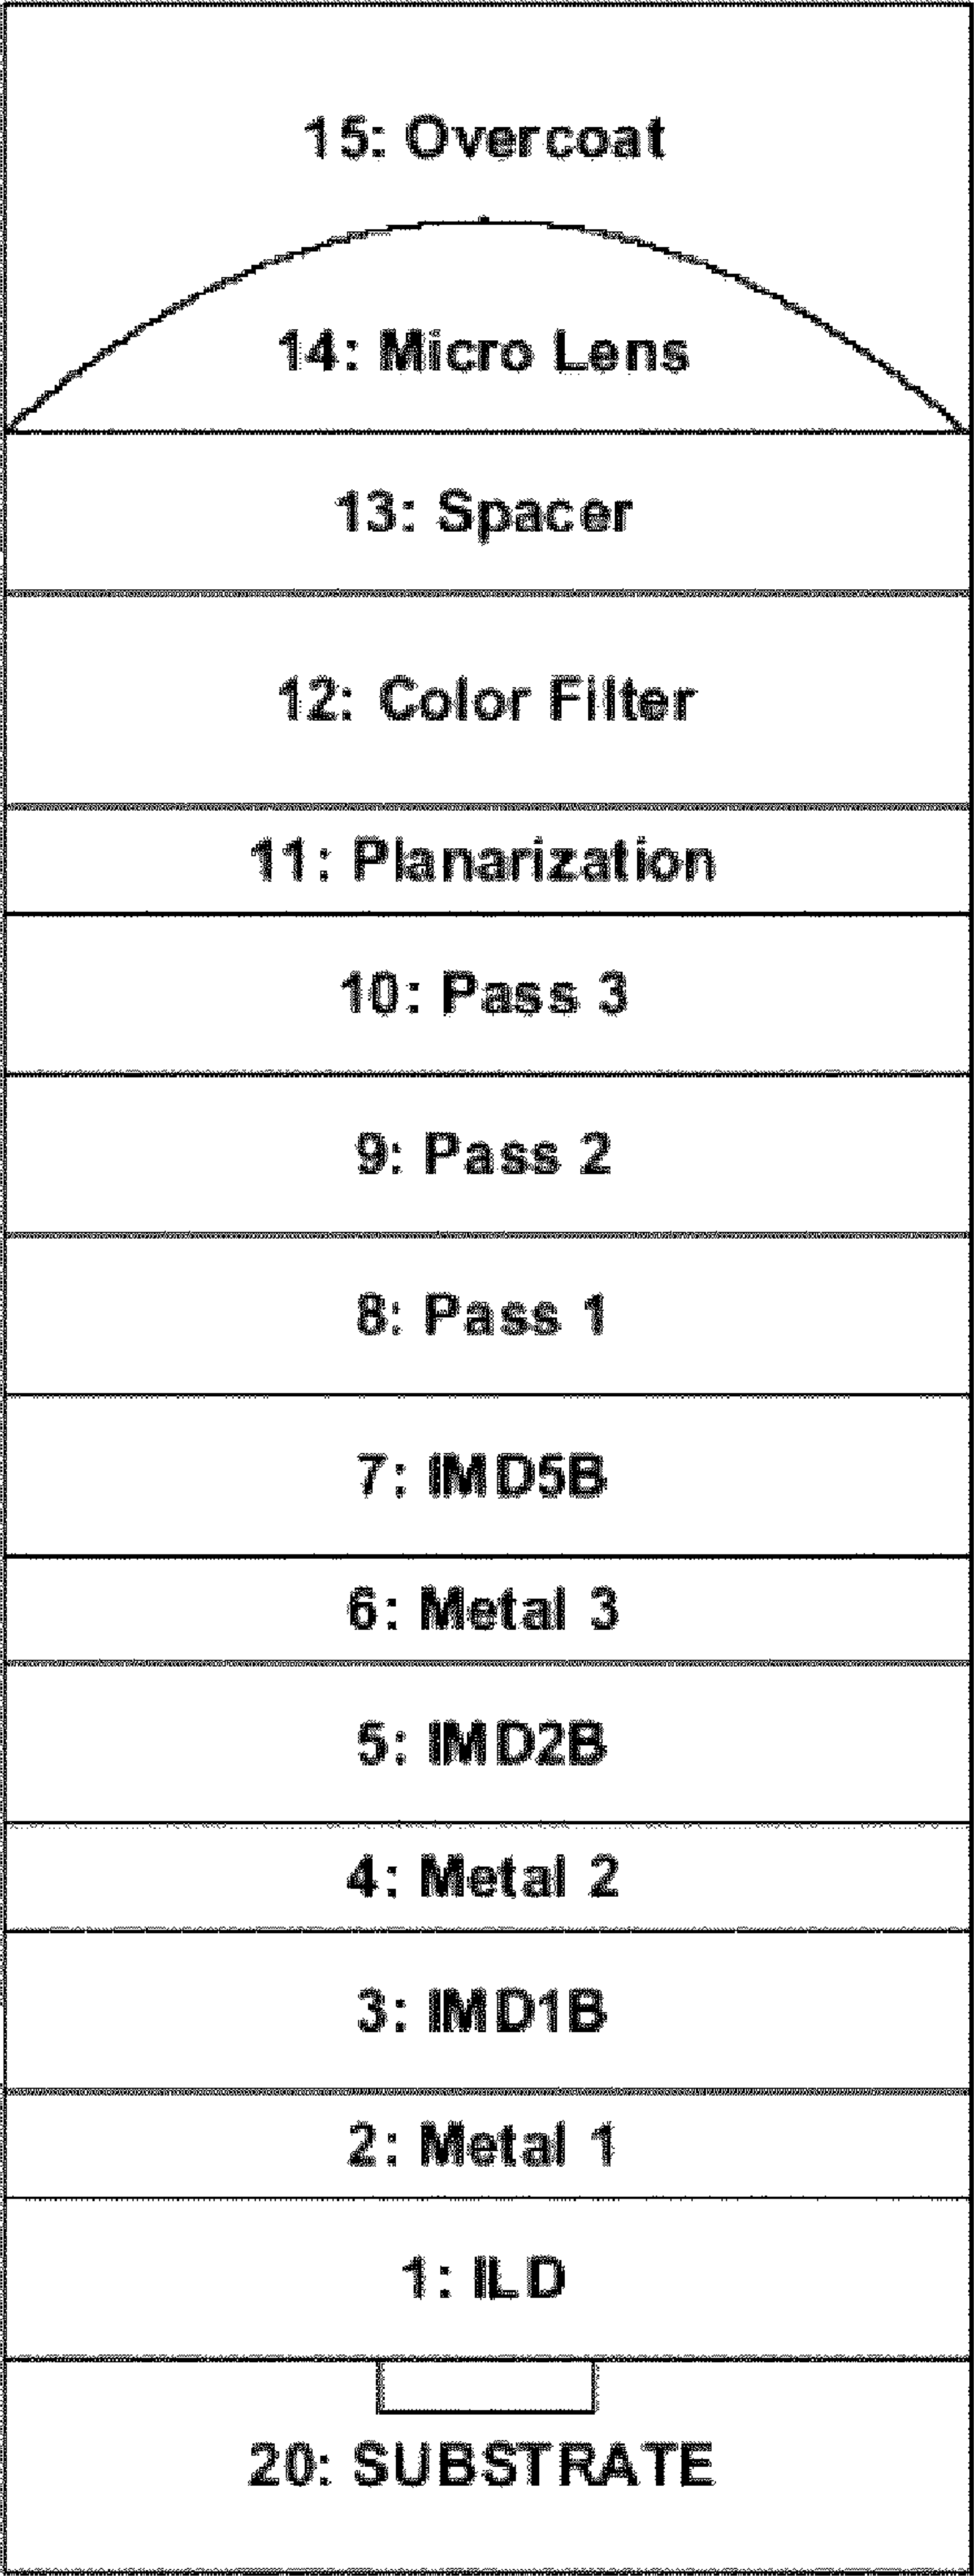 15: Overcoat
14: Micro Lens
13: Spacer
12: Color Filter
11: Planarization
10: Pass 3
9: Pass 2
8: Pass 1
7: IMD5B
6: Metal 3
5: IMD2B
4: Metal 2
3: IMD1B
2: Metal 1
1: ILD
20: SUBSTRATE